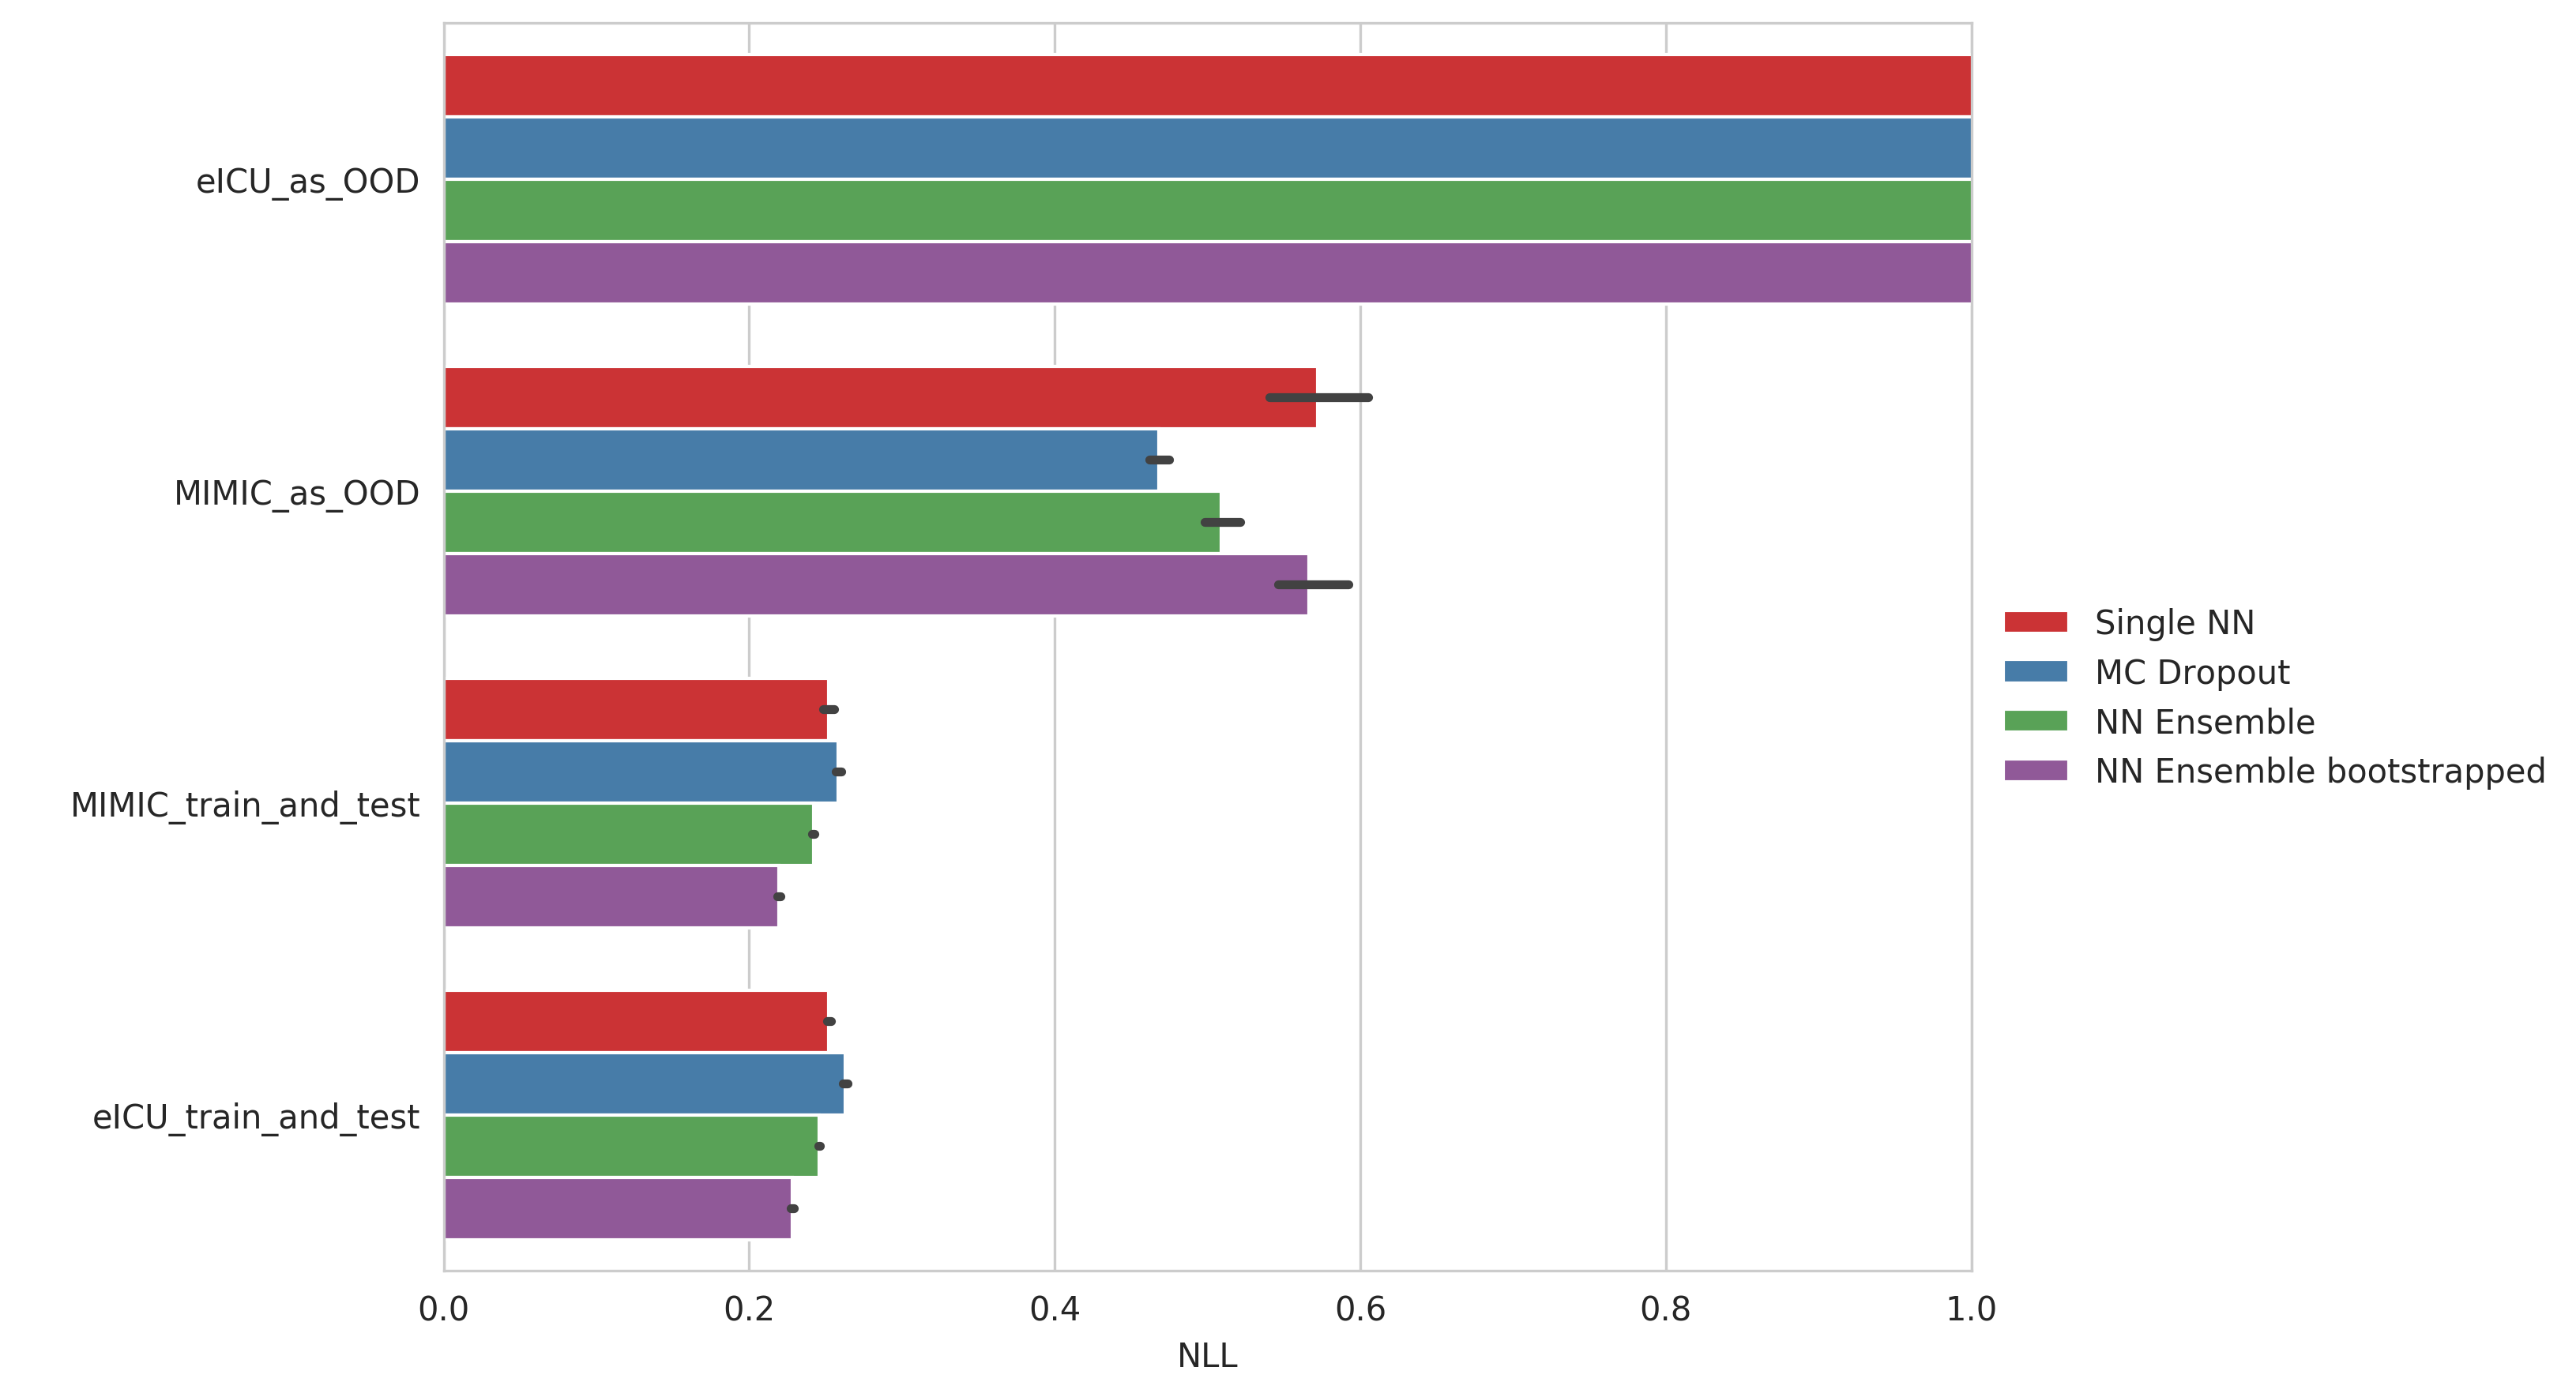 eICU_as_OOD
MIMIC_as_OOD
MIMIC_train_and_test
eICU_train_and_test
0.0 0.2 0.4 0.6 0.8 1.0
NLL
Single NN
MC Dropout
NN Ensemble
NN Ensemble bootstrapped